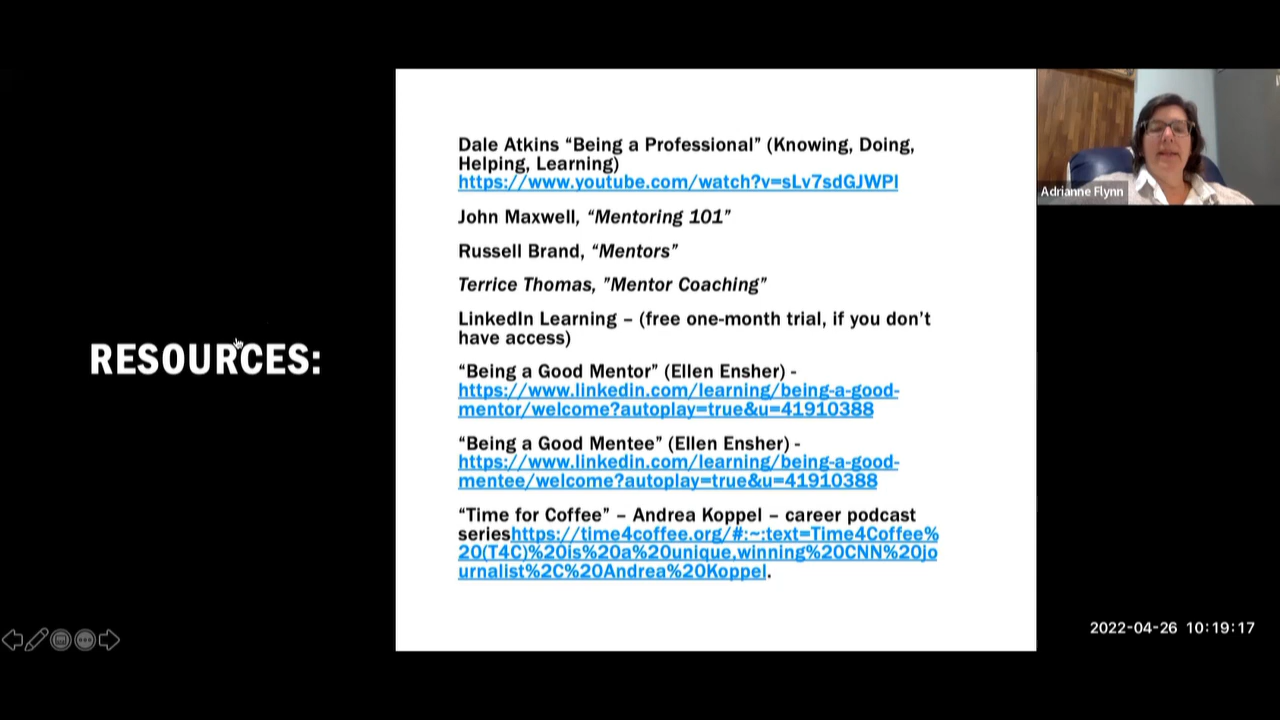 RESOURCES:
Dale Atkins “Being a Professional” (Knowing, Doing,
Helping, Learning)
https://www.youtube.com/watch?v=sLv7sdGJWPI
John Maxwell, “Mentoring 101”
Russell Brand, “Mentors”
Terrice Thomas, ”Mentor Coaching”
LinkedIn Learning – (free one-month trial, if you don’t
have access)
“Being a Good Mentor” (Ellen Ensher) -
https://www.linkedin.com/learning/being-a-good-
mentor/welcome?autoplay=true&u=41910388
“Being a Good Mentee” (Ellen Ensher) -
https://www.linkedin.com/learning/being-a-good-
mentee/welcome?autoplay=true&u=41910388
“Time for Coffee” – Andrea Koppel – career podcast
serieshttps://time4coffee.org/#:~:text=Time4Coffee%
20(T4C)%20is%20a%20unique,winning%20CNN%20jo
urnalist%2C%20Andrea%20Koppel.
Adrianne Flynn
2022-04-26 10:19:17